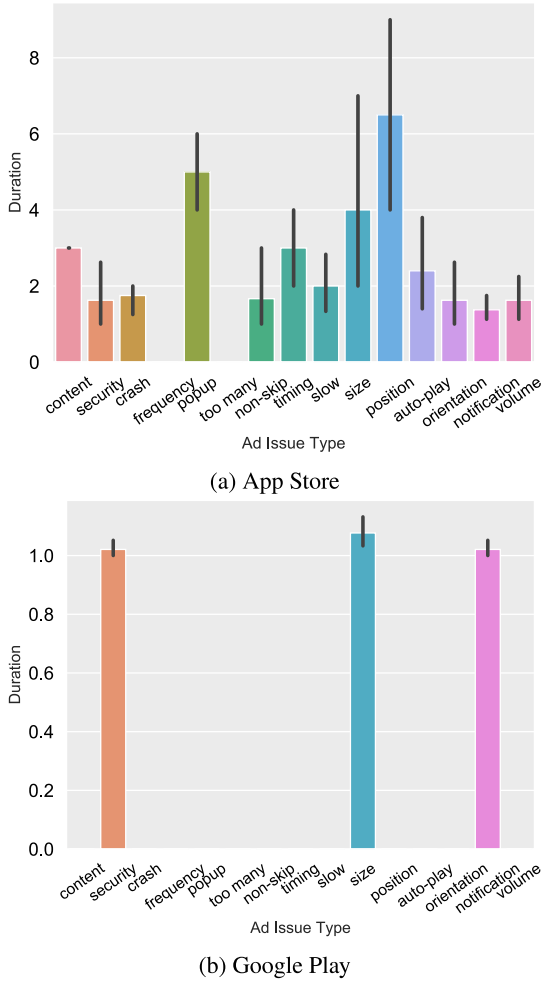 8
6
4
2
0
Duration
content
security
crash
frequency
popup
too many
non-skip
timing
slow
size
position
auto-play
orientation
notification
volume
Ad Issue Type
(a) App Store
1.0
0.8
0.6
0.4
0.2
0.0
Duration
content
security
crash
frequency
popup
too many
non-skip
timing
slow
size
position
auto-play
orientation
notification
volume
Ad Issue Type
(b) Google Play